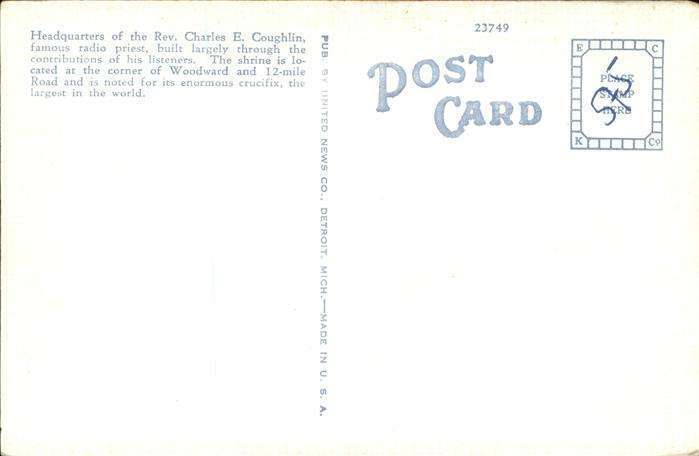 Headquarters of the Rev. Charles E. Coughlin,
famous radio priest, built largely through the
contributions of his listeners. The shrine is lo-
cated at the corner of Woodward and 12-mile
Road and is noted for its enormous crucifix, the
largest in the world.
PUB BY UNITED NEWS CO., DETROIT, MICH.—MADE IN U. S. A.
23749
POST
CARD
E C
PLACE
STAMP
HERE
K Co